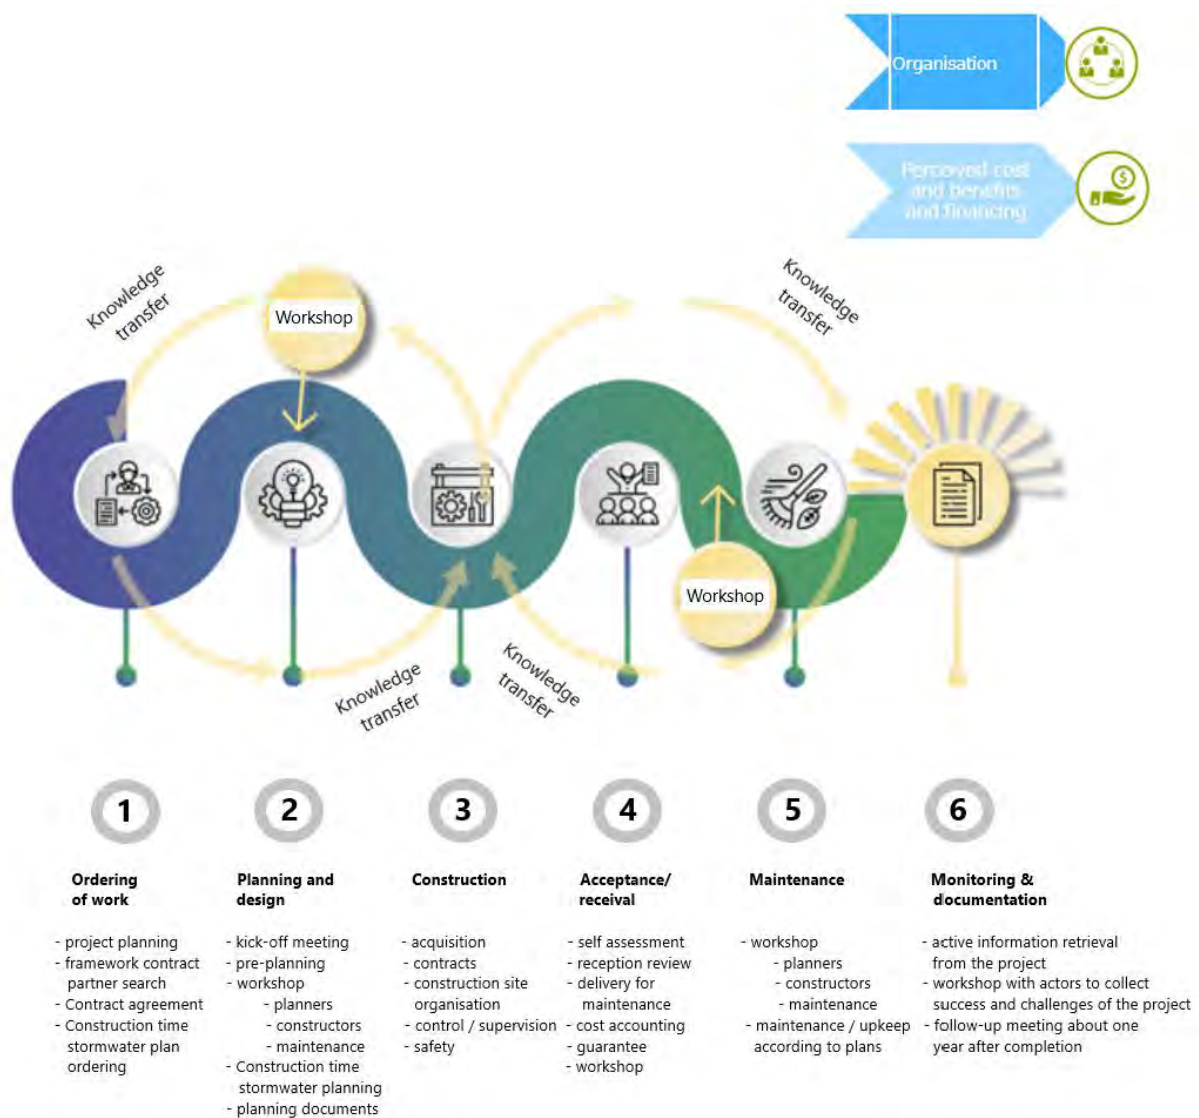 Organisation
Perceived cost
and benefits
and financing
Knowledge
transfer
Workshop
Knowledge
transfer
Workshop
Knowledge
transfer
Knowledge
transfer
1
2
3
4
5
6
Ordering
of work
- project planning
- framework contract
partner search
- Contract agreement
- Construction time
stormwater plan
ordering
Planning and
design
- kick-off meeting
- pre-planning
- workshop
- planners
- constructors
- maintenance
- Construction time
stormwater planning
- planning documents
Construction
- acquisition
- contracts
- construction site
organisation
- control / supervision
- safety
Acceptance/
receival
- self assessment
- reception review
- delivery for
maintenance
- cost accounting
- guarantee
- workshop
Maintenance
- workshop
- planners
- constructors
- maintenance
- maintenance / upkeep
according to plans
Monitoring &
documentation
- active information retrieval
from the project
- workshop with actors to collect
success and challenges of the project
- follow-up meeting about one
year after completion